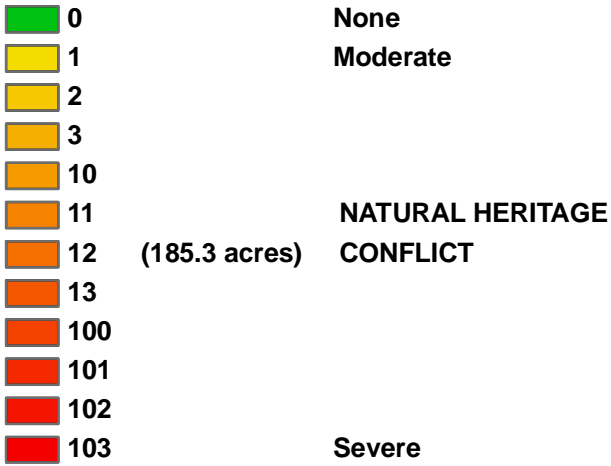 0 None
1 Moderate
2
3
10
11 NATURAL HERITAGE
12 (185.3 acres) CONFLICT
13
100
101
102
103 Severe